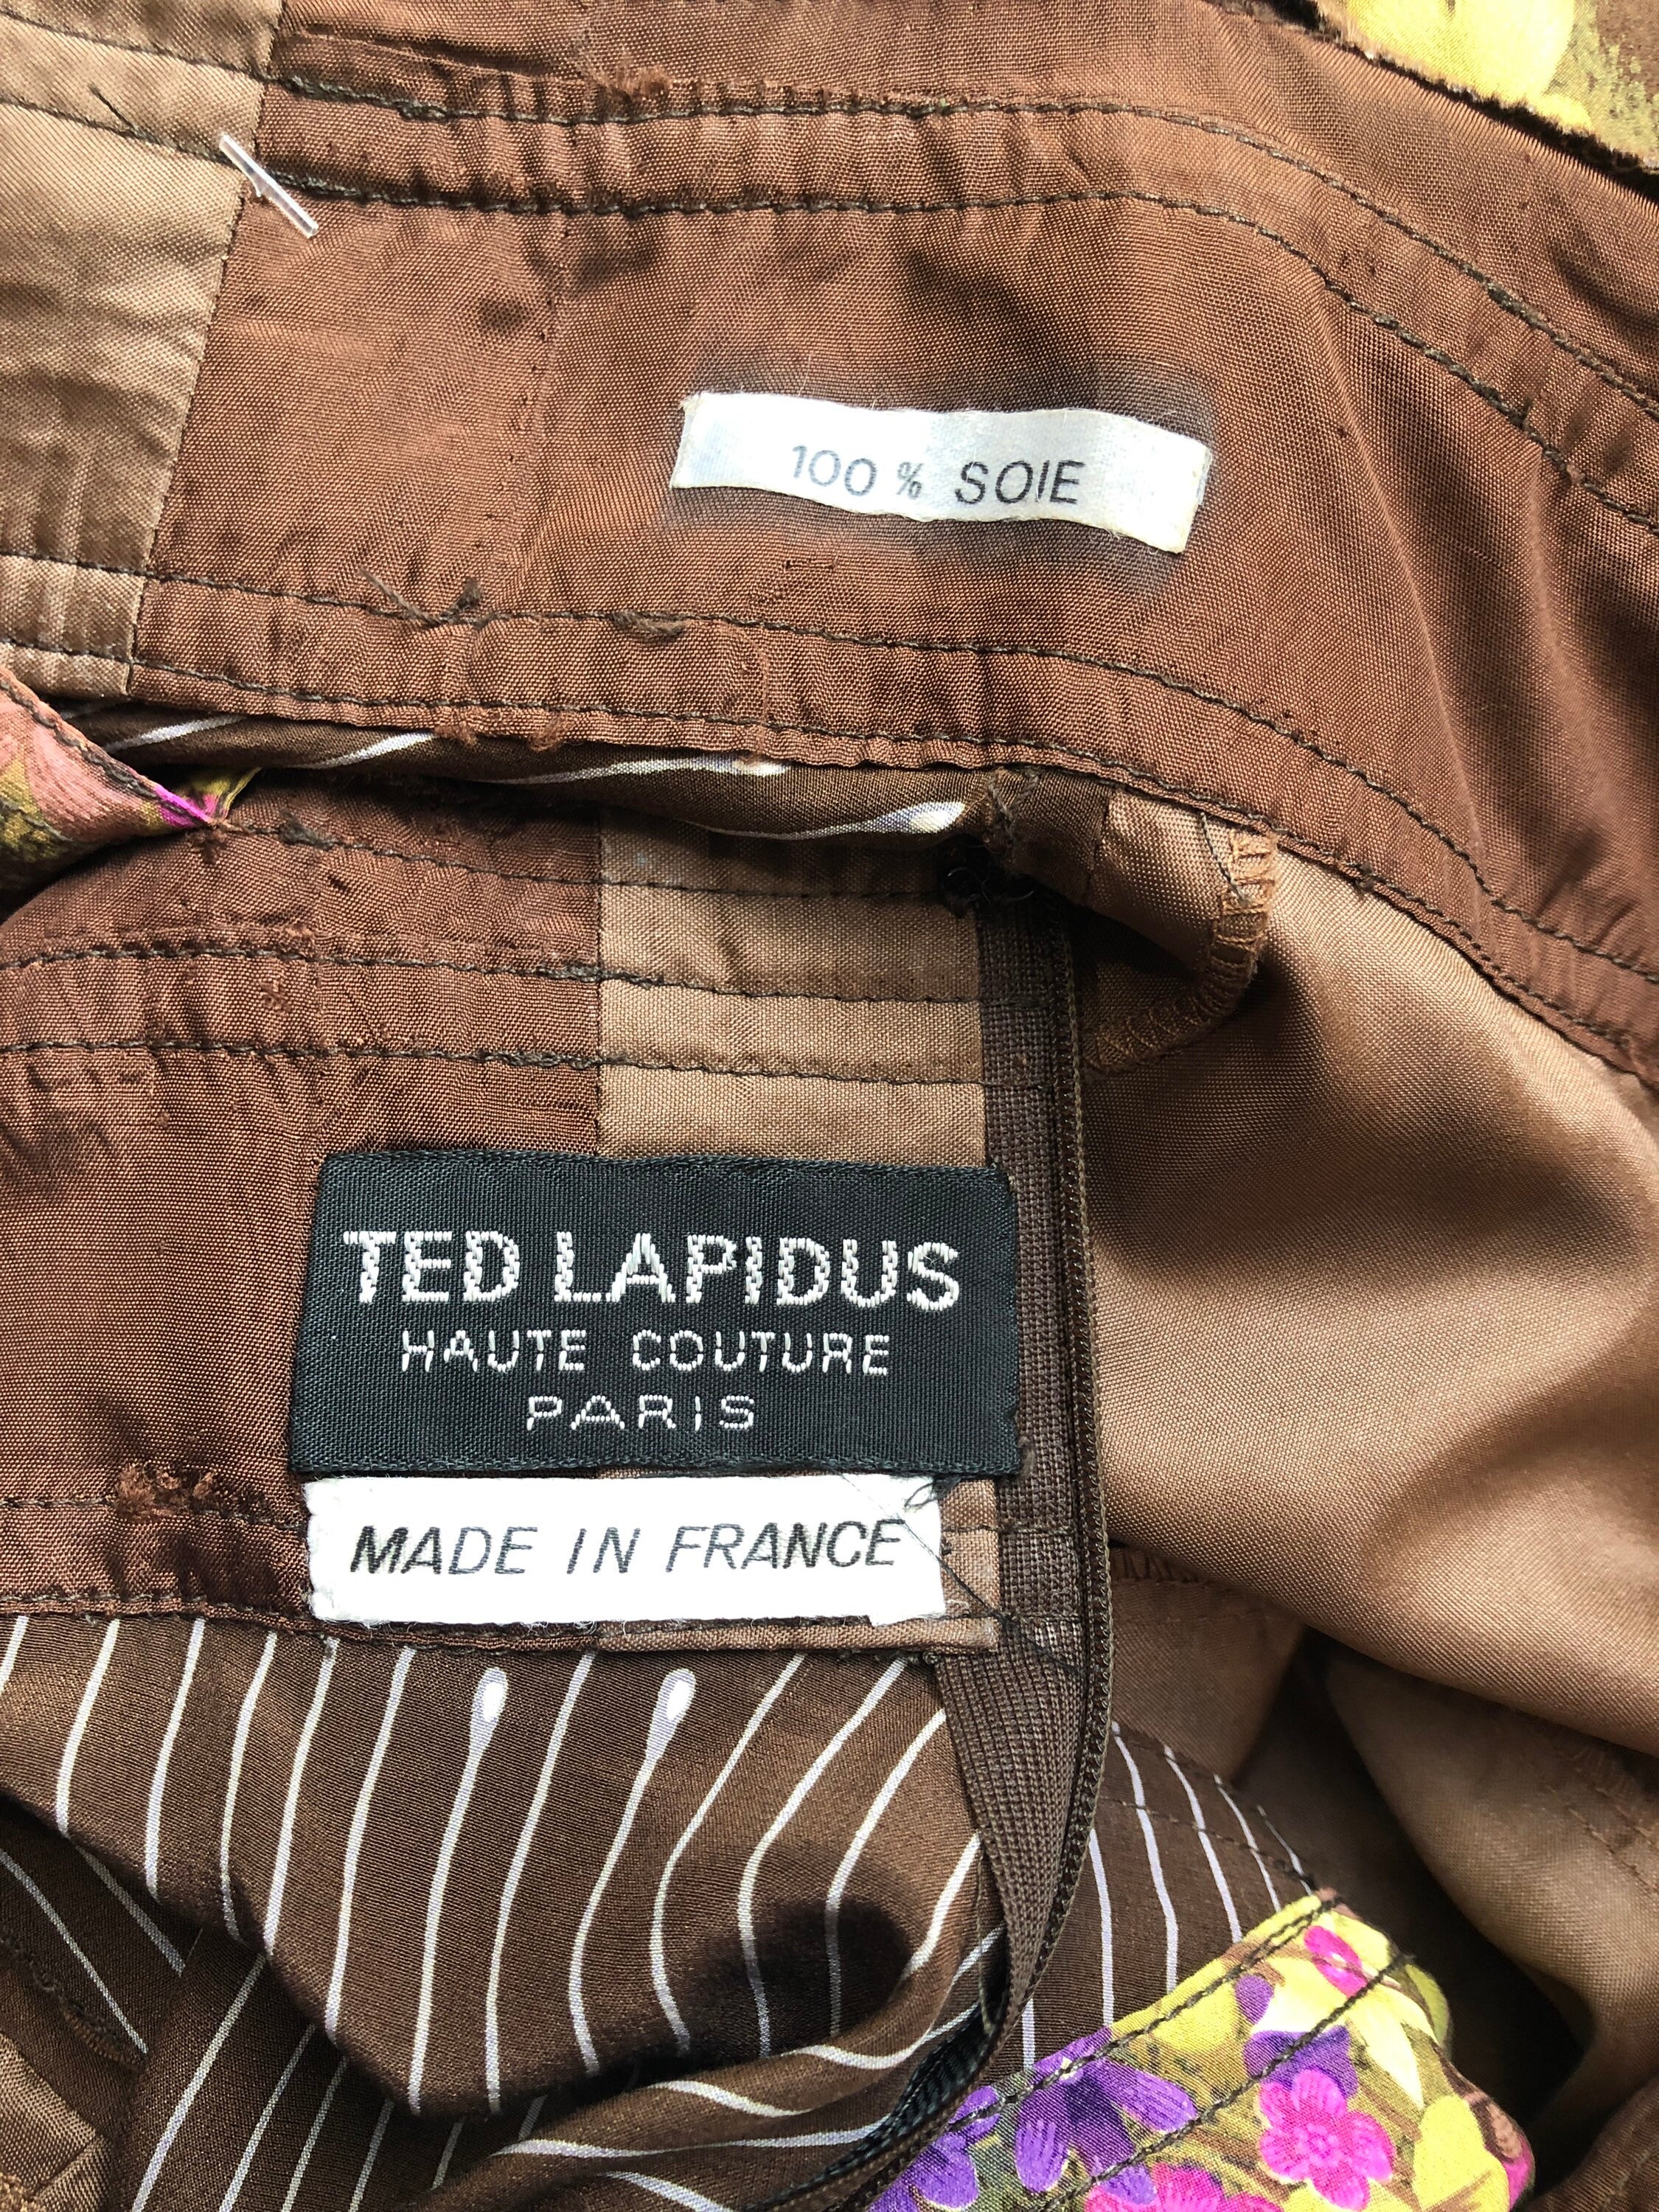 100 % SOIE
TED LAPIDUS
HAUTE COUTURE
PARIS
MADE IN FRANCE